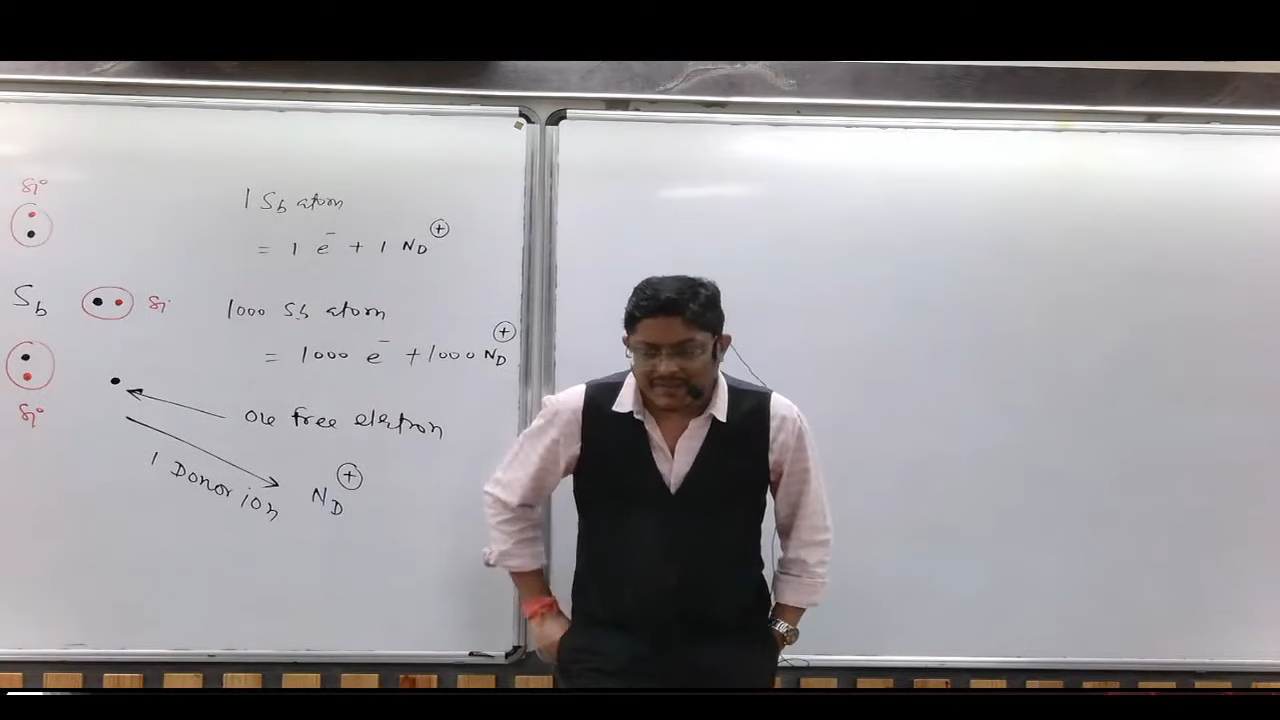 Si
1 Sb atom
= 1 e⁻ + 1 N_D⊕
Sb
Si
1000 Sb atom
= 1000 e⁻ + 1000 N_D⊕
Si
one free electron
1 Donor ion
N_D⊕